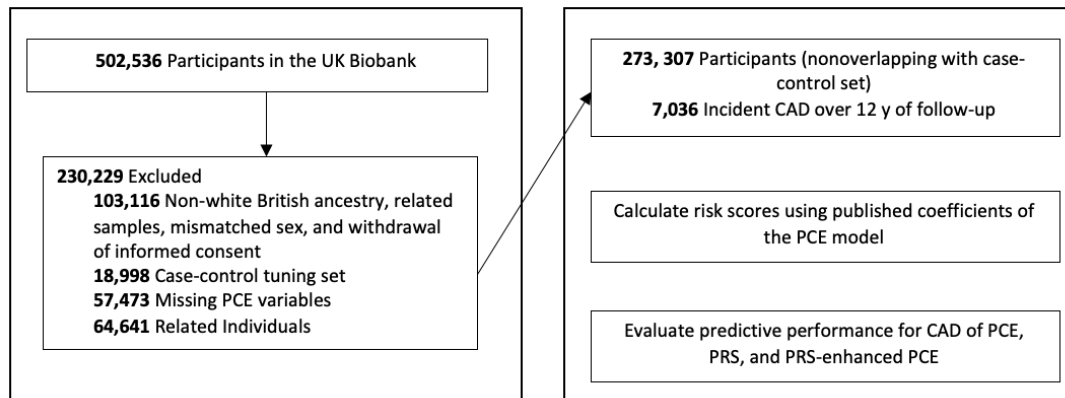 502,536 Participants in the UK Biobank
230,229 Excluded
103,116 Non-white British ancestry, related
samples, mismatched sex, and withdrawal
of informed consent
18,998 Case-control tuning set
57,473 Missing PCE variables
64,641 Related Individuals
273, 307 Participants (nonoverlapping with case-
control set)
7,036 Incident CAD over 12 y of follow-up
Calculate risk scores using published coefficients of
the PCE model
Evaluate predictive performance for CAD of PCE,
PRS, and PRS-enhanced PCE